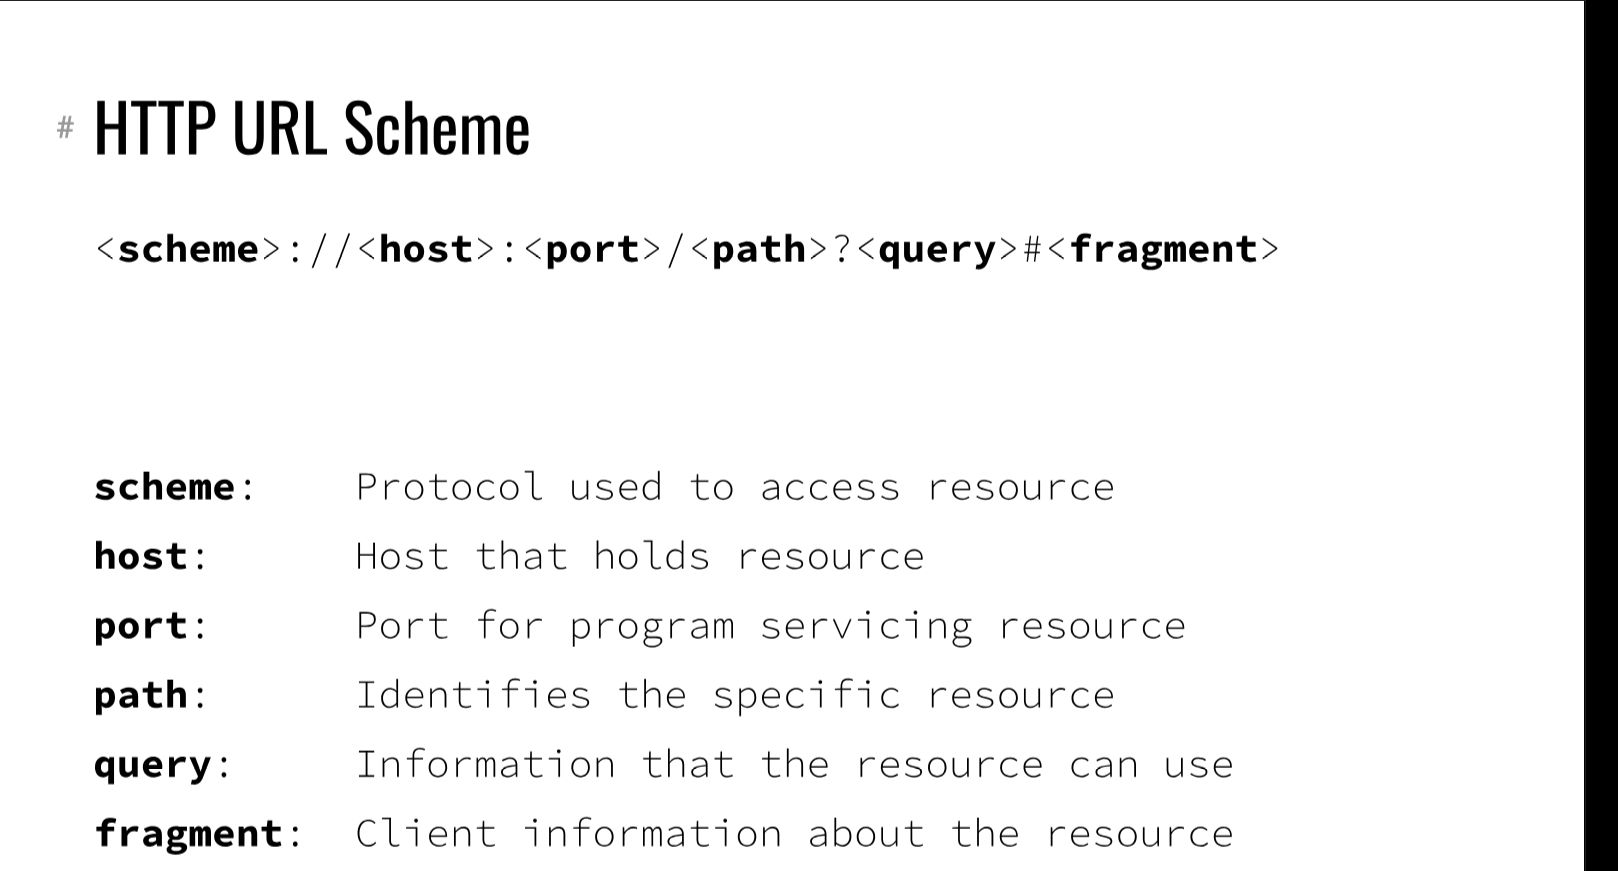 # HTTP URL Scheme
<scheme>://<host>:<port>/<path>?<query>#<fragment>
scheme: Protocol used to access resource
host: Host that holds resource
port: Port for program servicing resource
path: Identifies the specific resource
query: Information that the resource can use
fragment: Client information about the resource